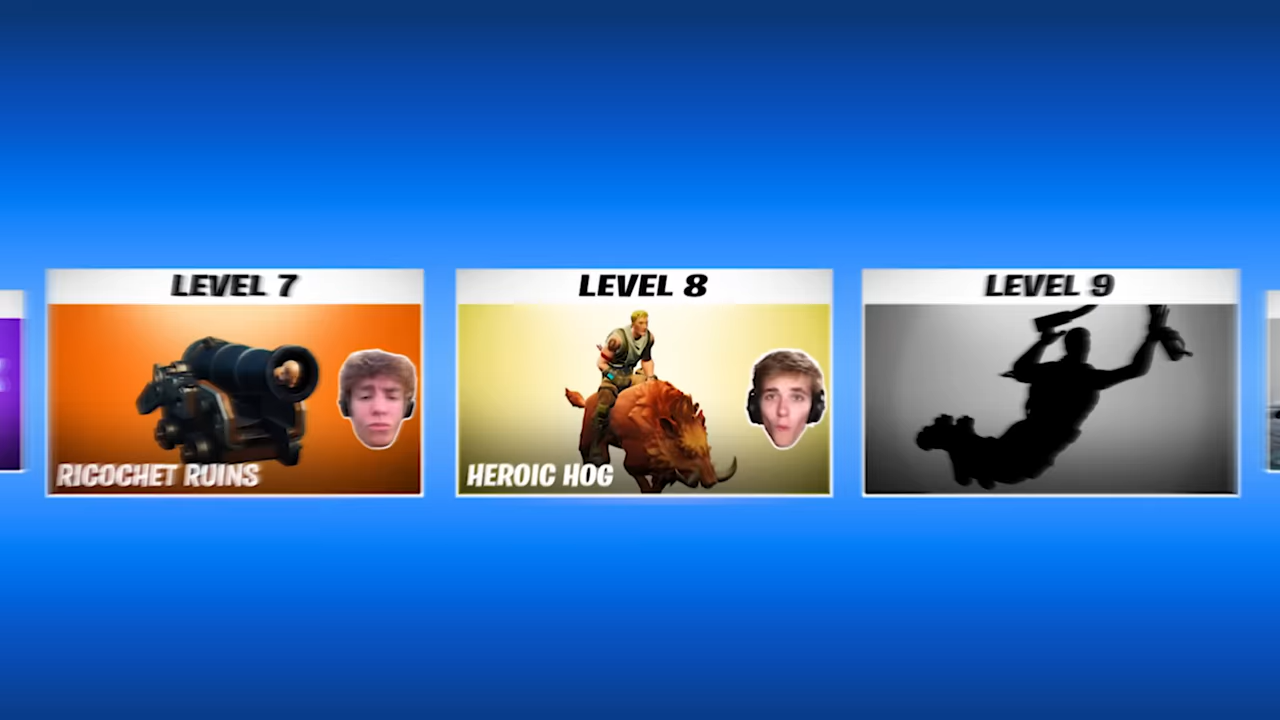 LEVEL 7
RICOCHET RUINS
LEVEL 8
HEROIC HOG
LEVEL 9